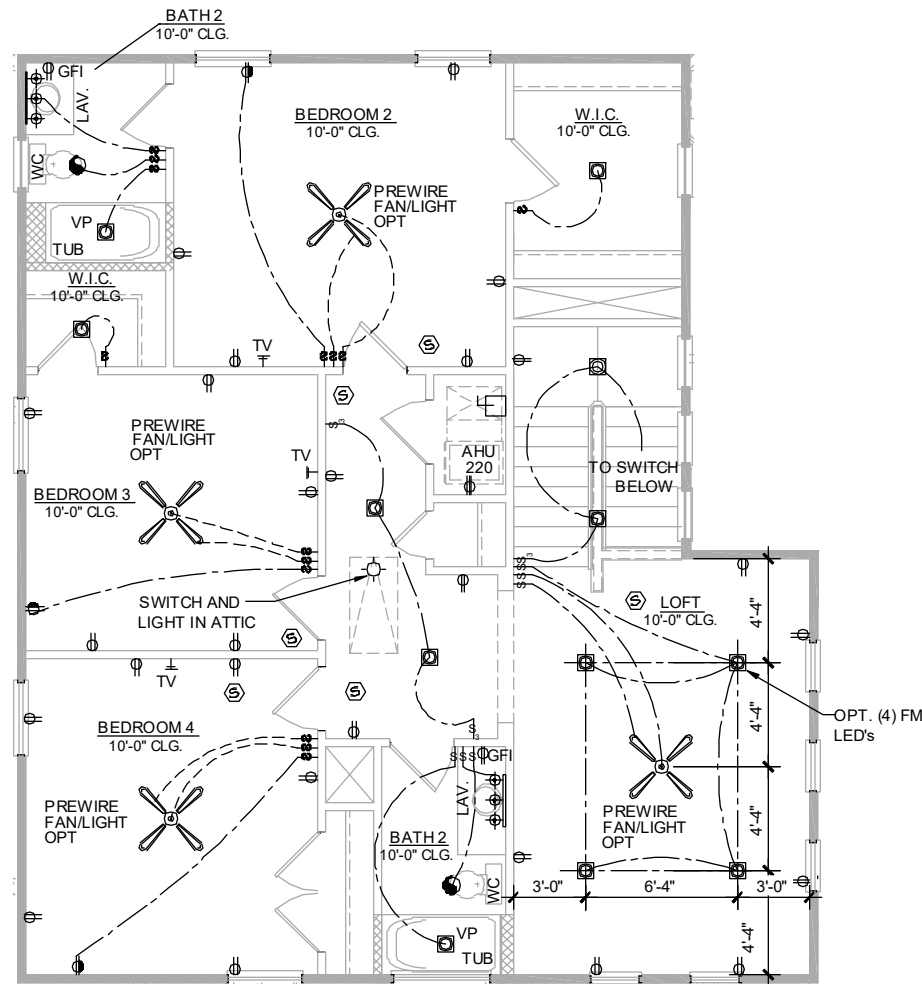 BATH 2
10'-0" CLG.
GFI
LAV.
WC
VP
TUB
BEDROOM 2
10'-0" CLG.
PREWIRE
FAN/LIGHT
OPT
W.I.C.
10'-0" CLG.
W.I.C.
10'-0" CLG.
TV
S
S
S3
PREWIRE
FAN/LIGHT
OPT
TV
BEDROOM 3
10'-0" CLG.
AHU
220
TO SWITCH
BELOW
SWITCH AND
LIGHT IN ATTIC
S
S
S
S
TV
BEDROOM 4
10'-0" CLG.
PREWIRE
FAN/LIGHT
OPT
S3
SSS
GFI
LAV.
BATH 2
10'-0" CLG.
WC
VP
TUB
S3
S
S
S
LOFT
10'-0" CLG.
4'-4"
4'-4"
4'-4"
4'-4"
OPT. (4) FM
LED's
PREWIRE
FAN/LIGHT
OPT
3'-0"
6'-4"
3'-0"